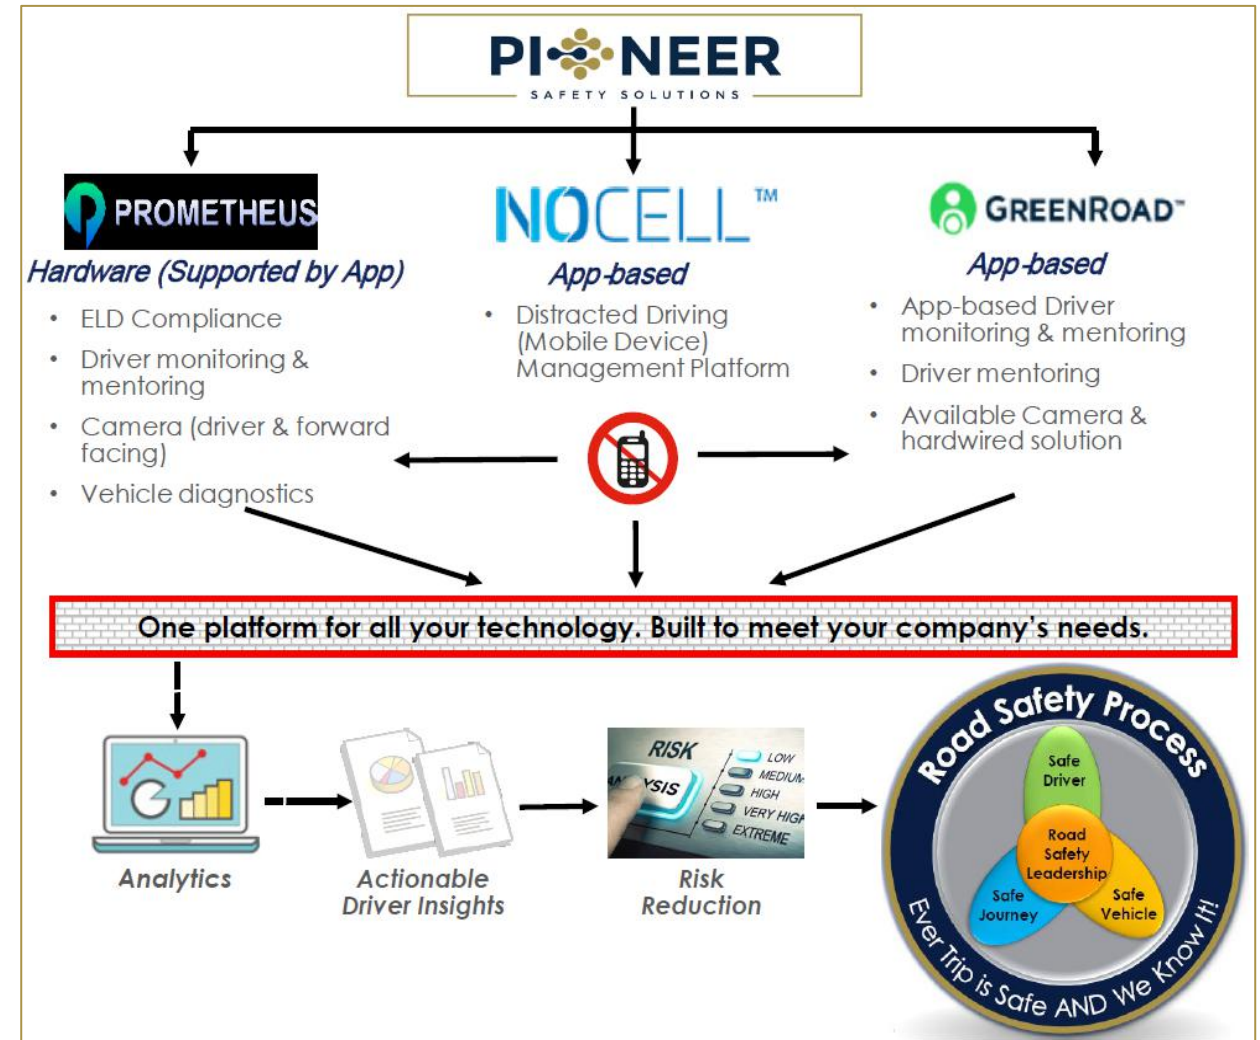 PIONEER
SAFETY SOLUTIONS
PROMETHEUS
Hardware (Supported by App)
• ELD Compliance
• Driver monitoring &
mentoring
• Camera (driver & forward
facing)
• Vehicle diagnostics
NOCELL™
App-based
• Distracted Driving
(Mobile Device)
Management Platform
GREENROAD™
App-based
• App-based Driver
monitoring & mentoring
• Driver mentoring
• Available Camera &
hardwired solution
One platform for all your technology. Built to meet your company's needs.
Analytics
Actionable
Driver Insights
RISK
YSIS
LOW
MEDIUM
HIGH
VERY HIGH
EXTREME
Risk
Reduction
Road Safety Process
Safe
Driver
Road
Safety
Leadership
Safe
Journey
Safe
Vehicle
Ever Trip is Safe AND We Know It!